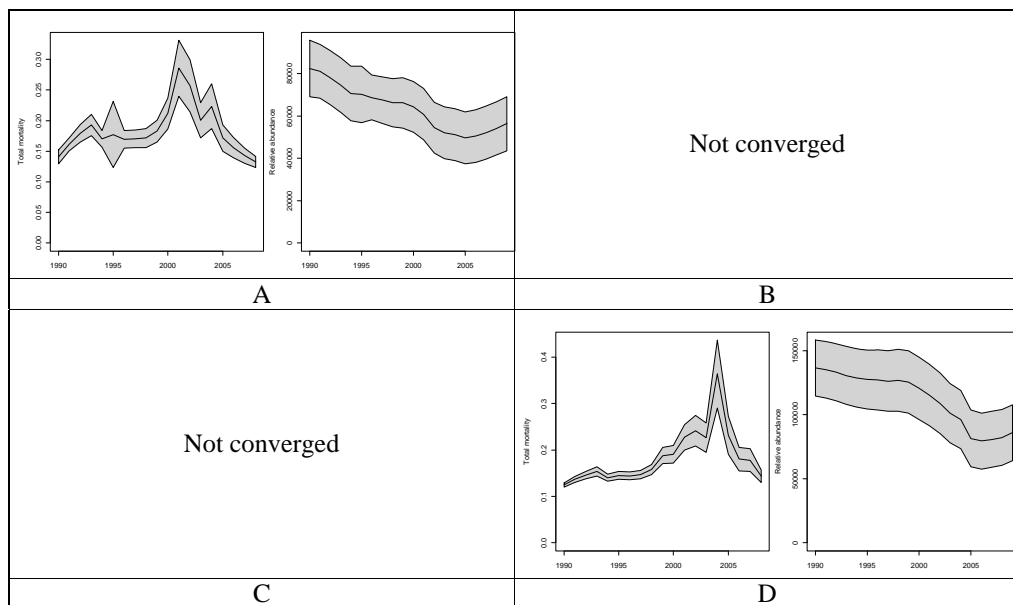 Total mortality
0.00 0.05 0.10 0.15 0.20 0.25 0.30
1990 1995 2000 2005
Relative abundance
0 20000 40000 60000 80000
1990 1995 2000 2005
Not converged
A
B
Not converged
Total mortality
0.0 0.1 0.2 0.3 0.4
1990 1995 2000 2005
Relative abundance
0 50000 100000 150000
1990 1995 2000 2005
C
D